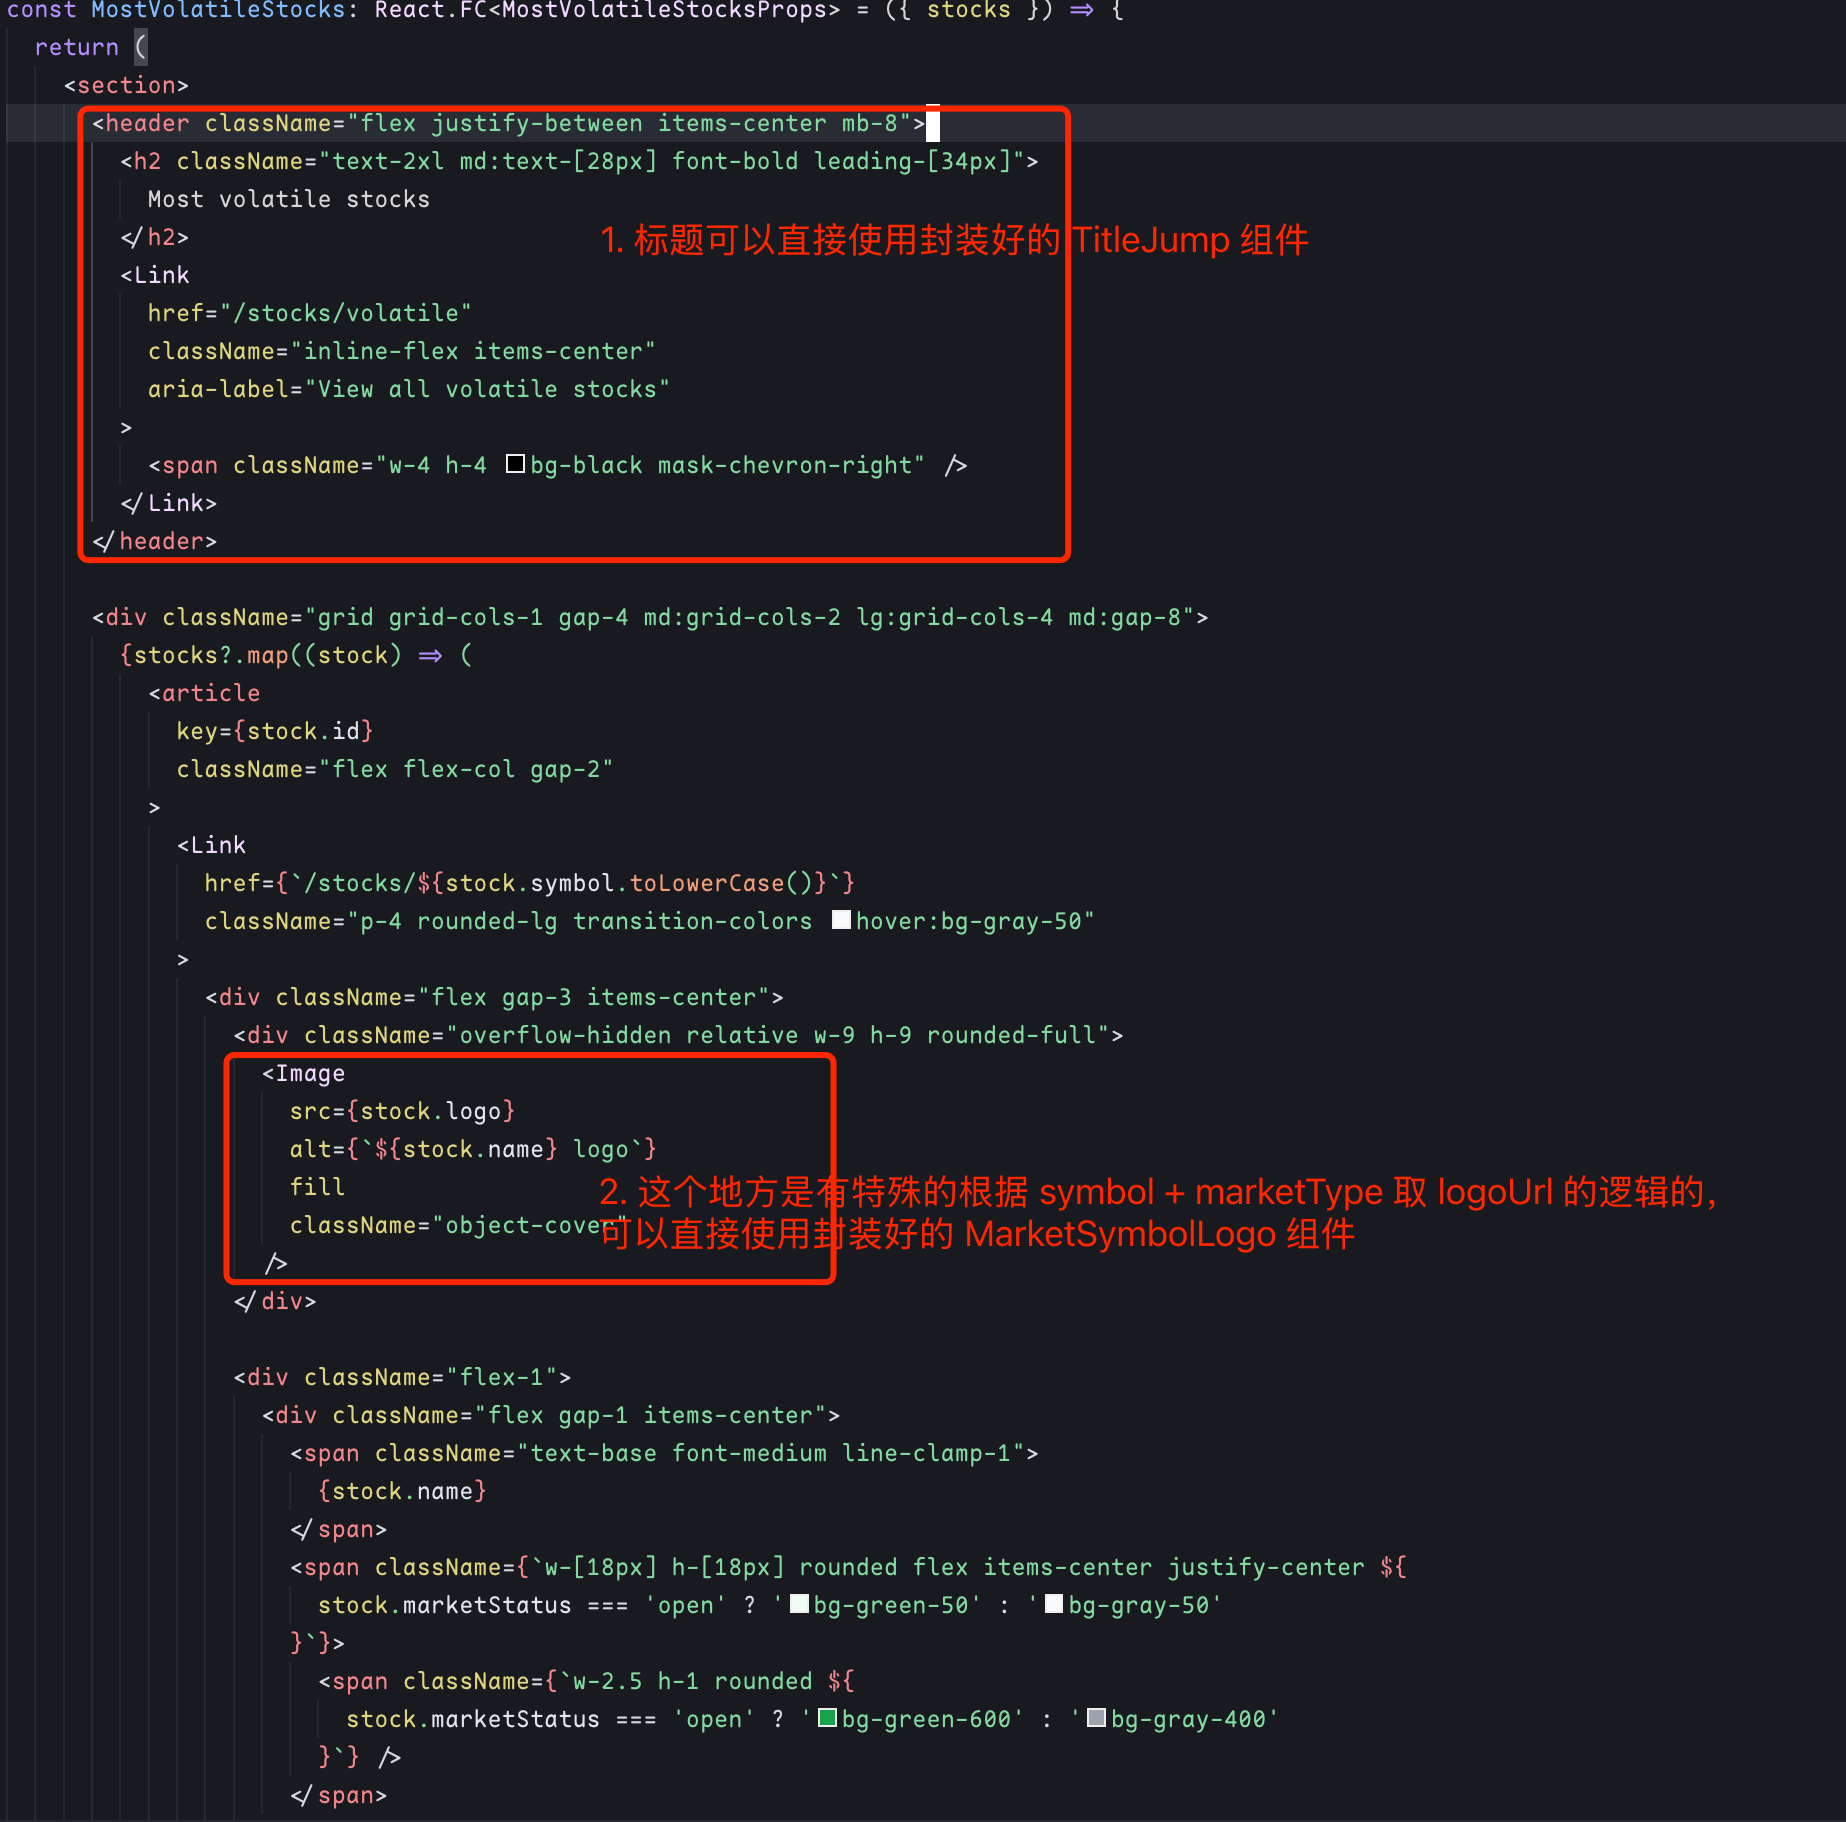 const MostVolatileStocks: React.FC<MostVolatileStocksProps> = ({ stocks }) => {
return (
<section>
<header className="flex justify-between items-center mb-8">
<h2 className="text-2xl md:text-[28px] font-bold leading-[34px]">
Most volatile stocks
</h2>
1. 标题可以直接使用封装好的 TitleJump 组件
<Link
href="/stocks/volatile"
className="inline-flex items-center"
aria-label="View all volatile stocks"
>
<span className="w-4 h-4 bg-black mask-chevron-right" />
</Link>
</header>
<div className="grid grid-cols-1 gap-4 md:grid-cols-2 lg:grid-cols-4 md:gap-8">
{stocks?.map((stock) => (
<article
key={stock.id}
className="flex flex-col gap-2"
>
<Link
href={`/stocks/${stock.symbol.toLowerCase()}`}
className="p-4 rounded-lg transition-colors hover:bg-gray-50"
>
<div className="flex gap-3 items-center">
<div className="overflow-hidden relative w-9 h-9 rounded-full">
<Image
src={stock.logo}
alt={`${stock.name} logo`}
fill
2. 这个地方是有特殊的根据 symbol + marketType 取 logoUrl 的逻辑的,
className="object-cover"
可以直接使用封装好的 MarketSymbolLogo 组件
/>
</div>
<div className="flex-1">
<div className="flex gap-1 items-center">
<span className="text-base font-medium line-clamp-1">
{stock.name}
</span>
<span className={`w-[18px] h-[18px] rounded flex items-center justify-center ${
stock.marketStatus === 'open' ? 'bg-green-50' : 'bg-gray-50'
}`}>
<span className={`w-2.5 h-1 rounded ${
stock.marketStatus === 'open' ? 'bg-green-600' : 'bg-gray-400'
}`} />
</span>